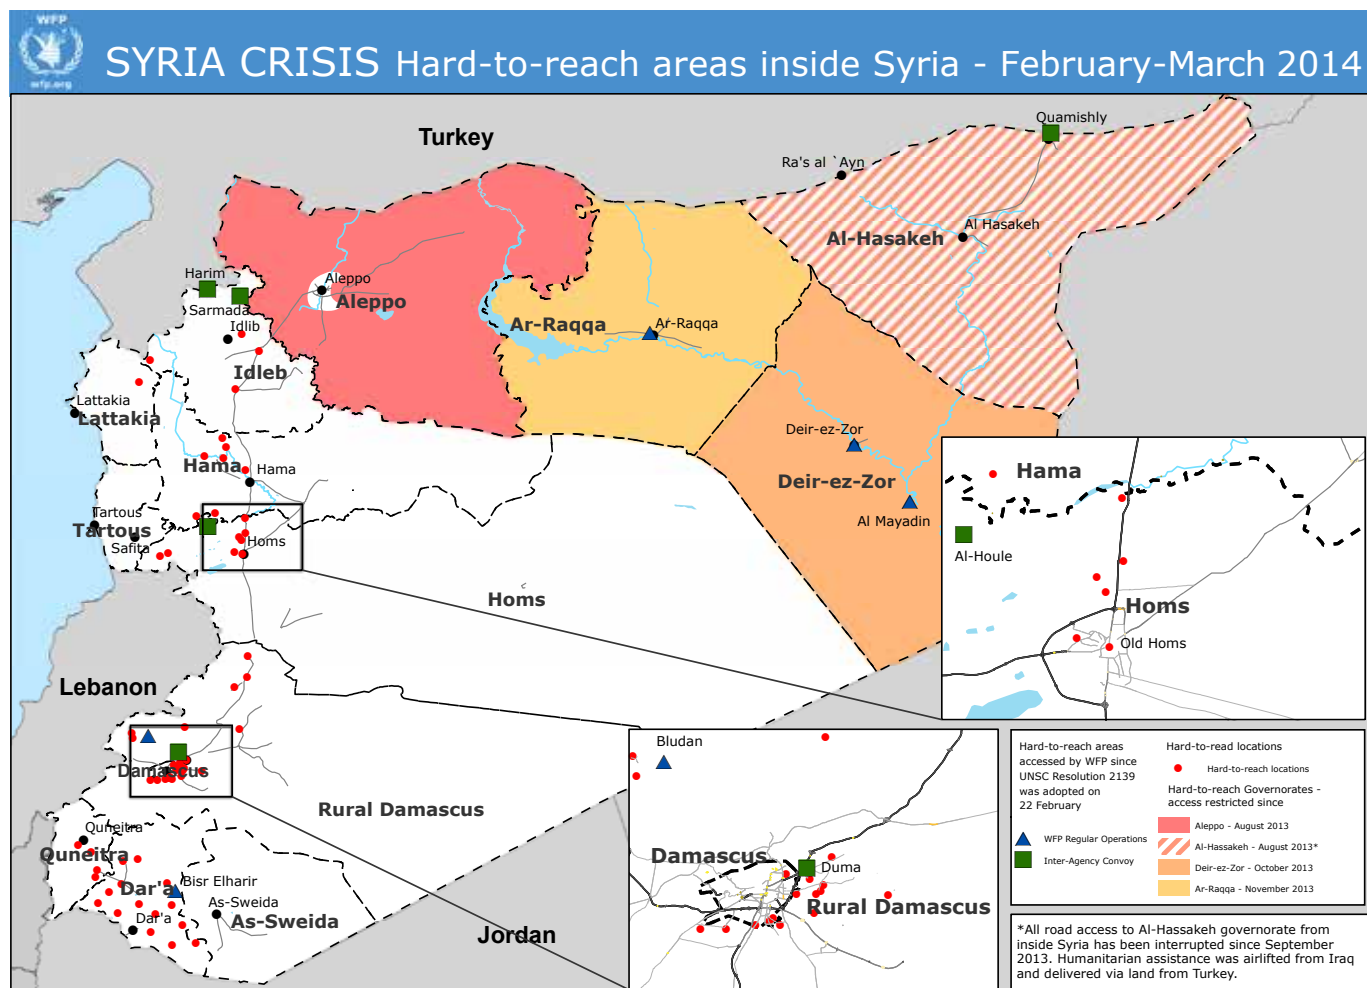 WFP
wfp.org
SYRIA CRISIS Hard-to-reach areas inside Syria - February-March 2014
Turkey
Quamishly
Ra's al `Ayn
Al Hasakeh
Al-Hasakeh
Harim
Sarmada
Idlib
Aleppo
Aleppo
Ar-Raqqa
Ar-Raqqa
Idleb
Lattakia
Lattakia
Deir-ez-Zor
Deir-ez-Zor
Al Mayadin
Hama
Hama
Tartous
Tartous
Safita
Homs
Homs
Lebanon
Damascus
Rural Damascus
Quneitra
Quneitra
Dar'a
Bisr Elharir
As-Sweida
Dar'a
As-Sweida
Jordan
Hama
Al-Houle
Homs
Old Homs
Bludan
Damascus
Duma
Rural Damascus
Hard-to-reach areas
accessed by WFP since
UNSC Resolution 2139
was adopted on
22 February
WFP Regular Operations
Inter-Agency Convoy
Hard-to-read locations
Hard-to-reach locations
Hard-to-reach Governorates -
access restricted since
Aleppo - August 2013
Al-Hassakeh - August 2013*
Deir-ez-Zor - October 2013
Ar-Raqqa - November 2013
*All road access to Al-Hassakeh governorate from
inside Syria has been interrupted since September
2013. Humanitarian assistance was airlifted from Iraq
and delivered via land from Turkey.